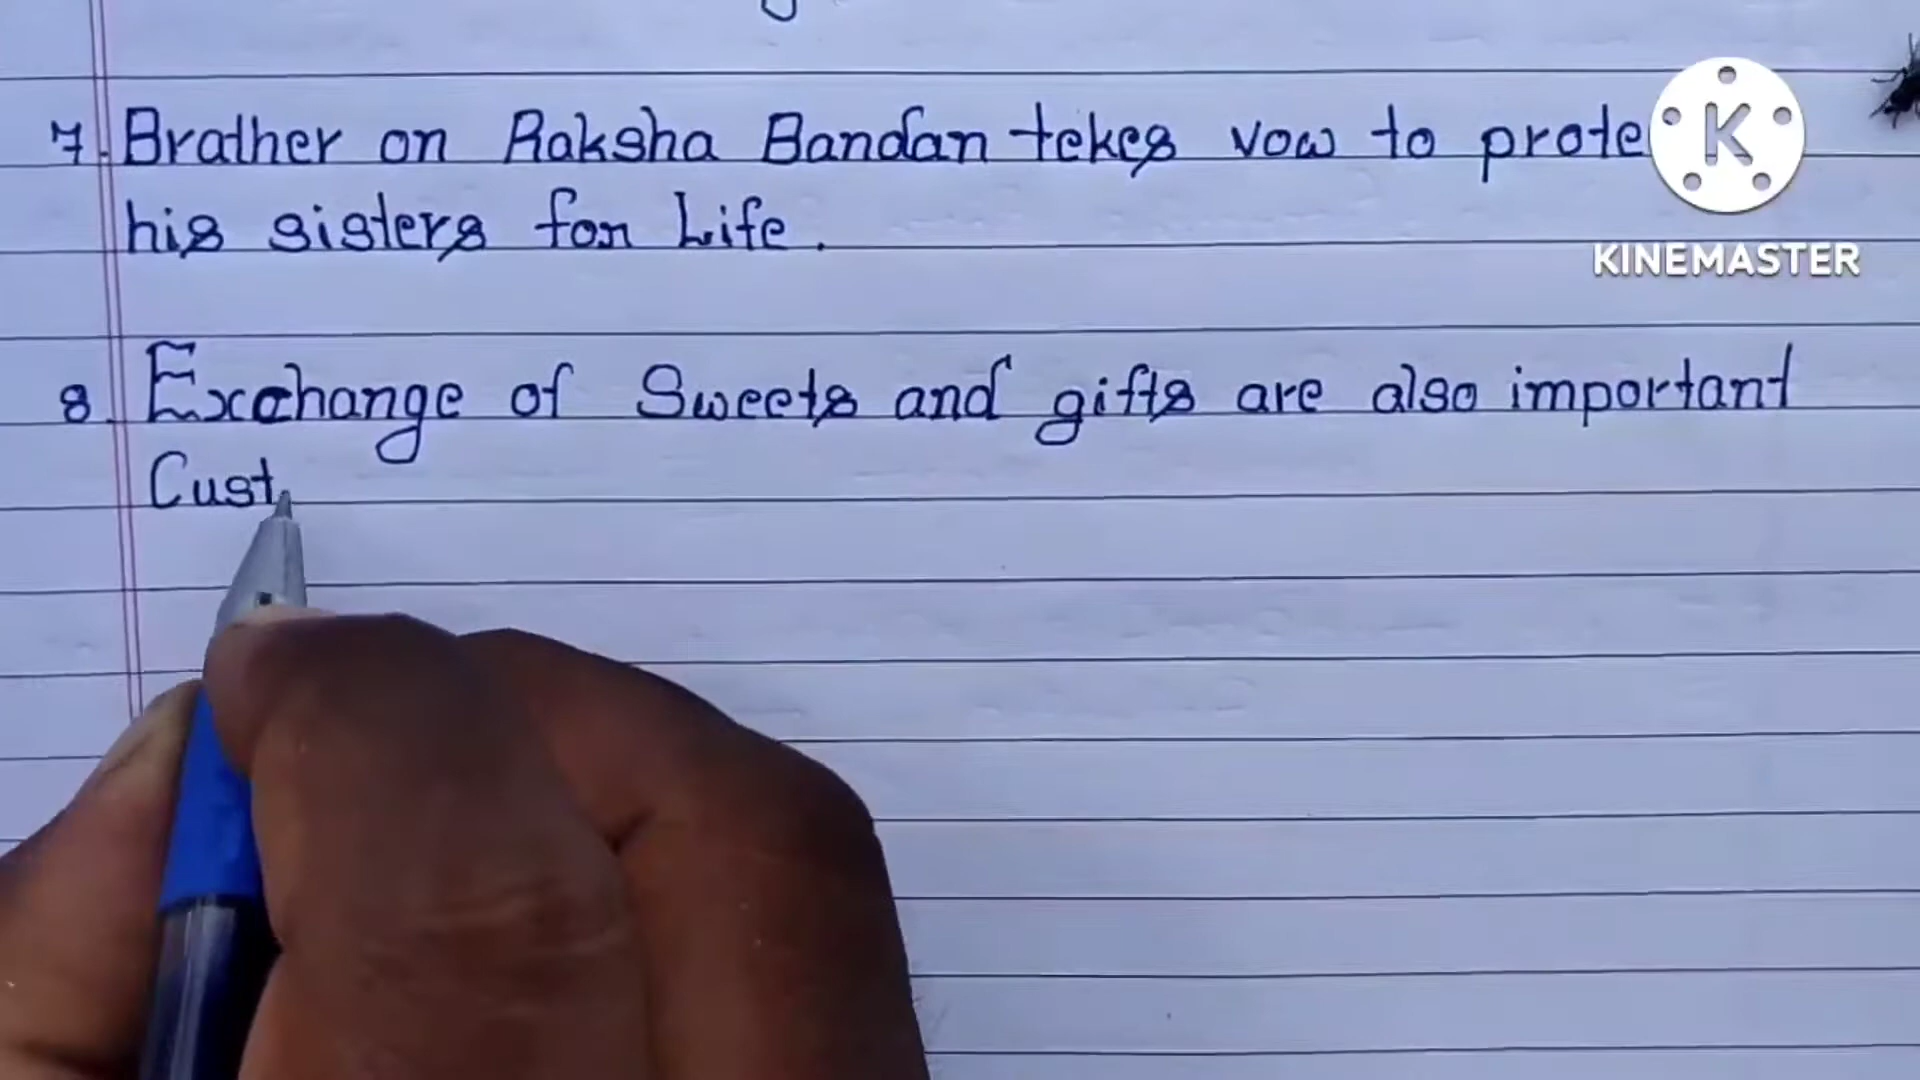 7. Brather on Raksha Bandan tekes vow to prote
his sisters for Life.
8. Exchange of Sweets and gifts are also important
Cust
K
KINEMASTER